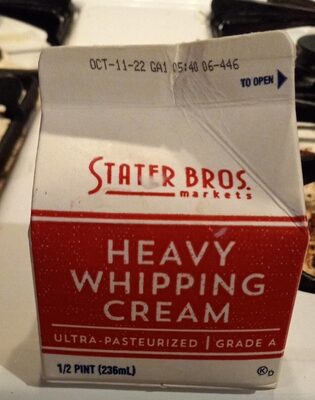 OCT-11-22 GA1 05:40 06-446
TO OPEN
STATER BROS.
markets
HEAVY
WHIPPING
CREAM
ULTRA-PASTEURIZED | GRADE A
1/2 PINT (236mL)
K D